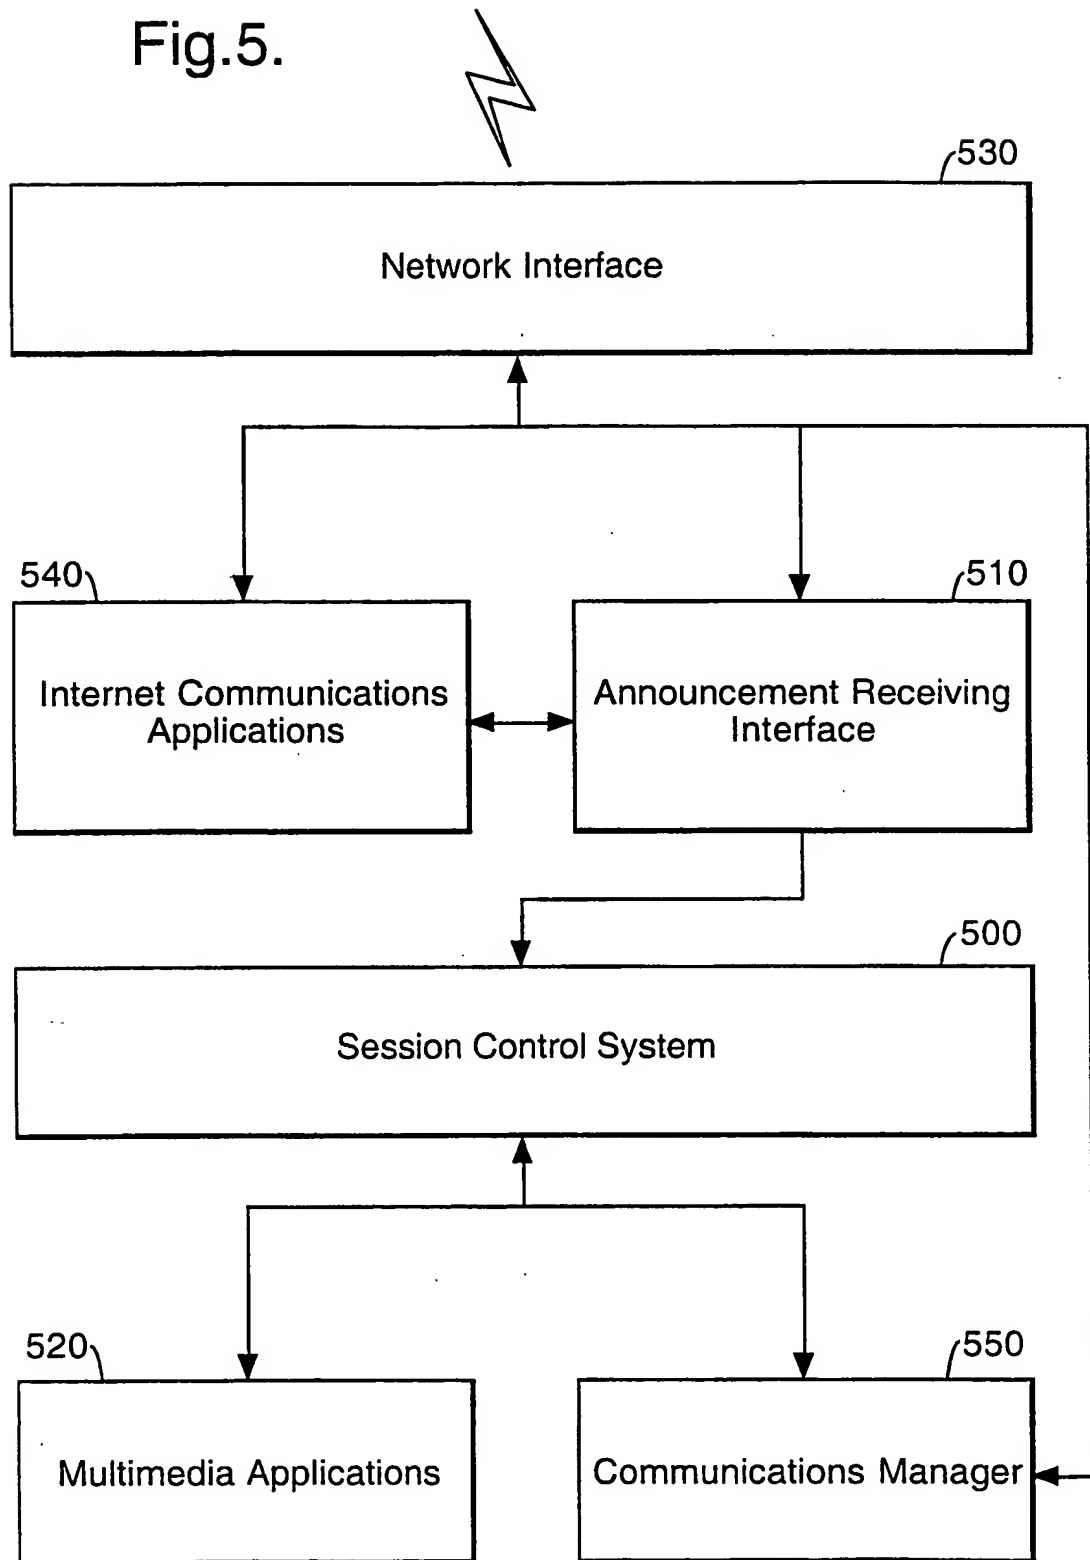 Fig.5.
530
Network Interface
540
510
Internet Communications
Applications
Announcement Receiving
Interface
500
Session Control System
520
550
Multimedia Applications
Communications Manager